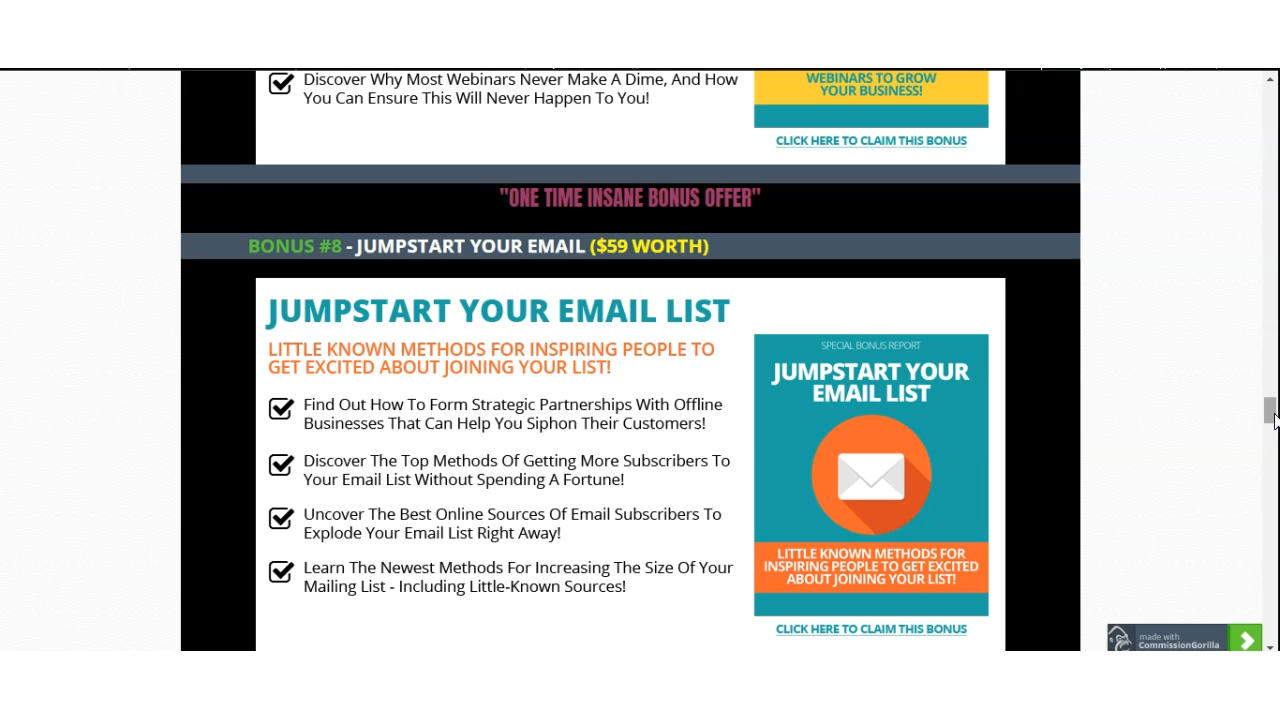 Discover Why Most Webinars Never Make A Dime, And How
You Can Ensure This Will Never Happen To You!
WEBINARS TO GROW
YOUR BUSINESS!
CLICK HERE TO CLAIM THIS BONUS
"ONE TIME INSANE BONUS OFFER"
BONUS #8 - JUMPSTART YOUR EMAIL ($59 WORTH)
JUMPSTART YOUR EMAIL LIST
LITTLE KNOWN METHODS FOR INSPIRING PEOPLE TO
GET EXCITED ABOUT JOINING YOUR LIST!
Find Out How To Form Strategic Partnerships With Offline
Businesses That Can Help You Siphon Their Customers!
Discover The Top Methods Of Getting More Subscribers To
Your Email List Without Spending A Fortune!
Uncover The Best Online Sources Of Email Subscribers To
Explode Your Email List Right Away!
Learn The Newest Methods For Increasing The Size Of Your
Mailing List - Including Little-Known Sources!
SPECIAL BONUS REPORT
JUMPSTART YOUR
EMAIL LIST
LITTLE KNOWN METHODS FOR
INSPIRING PEOPLE TO GET EXCITED
ABOUT JOINING YOUR LIST!
CLICK HERE TO CLAIM THIS BONUS
made with
CommissionGorilla